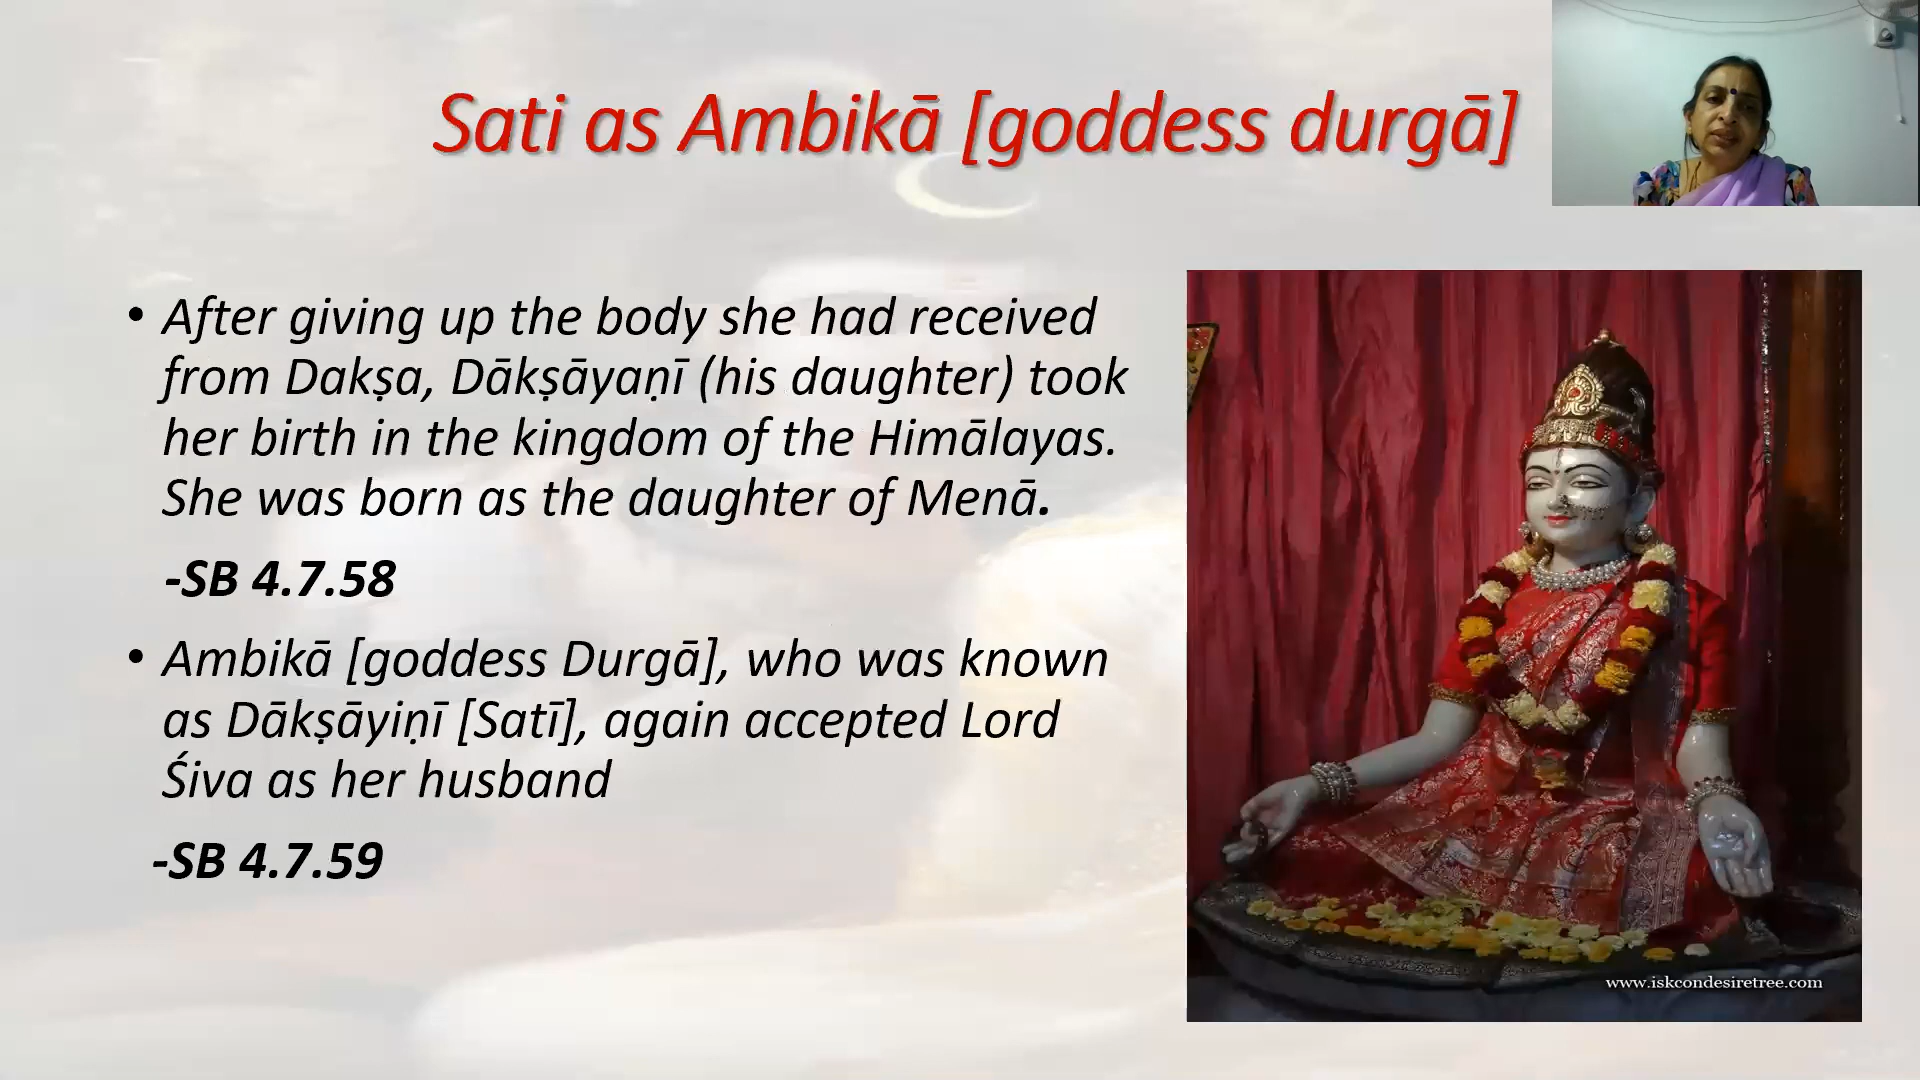 Sati as Ambikā [goddess durgā]
• After giving up the body she had received
from Dakṣa, Dākṣāyaṇī (his daughter) took
her birth in the kingdom of the Himālayas.
She was born as the daughter of Menā.
-SB 4.7.58
• Ambikā [goddess Durgā], who was known
as Dākṣāyiṇī [Satī], again accepted Lord
Śiva as her husband
-SB 4.7.59
www.iskcondesiretree.com